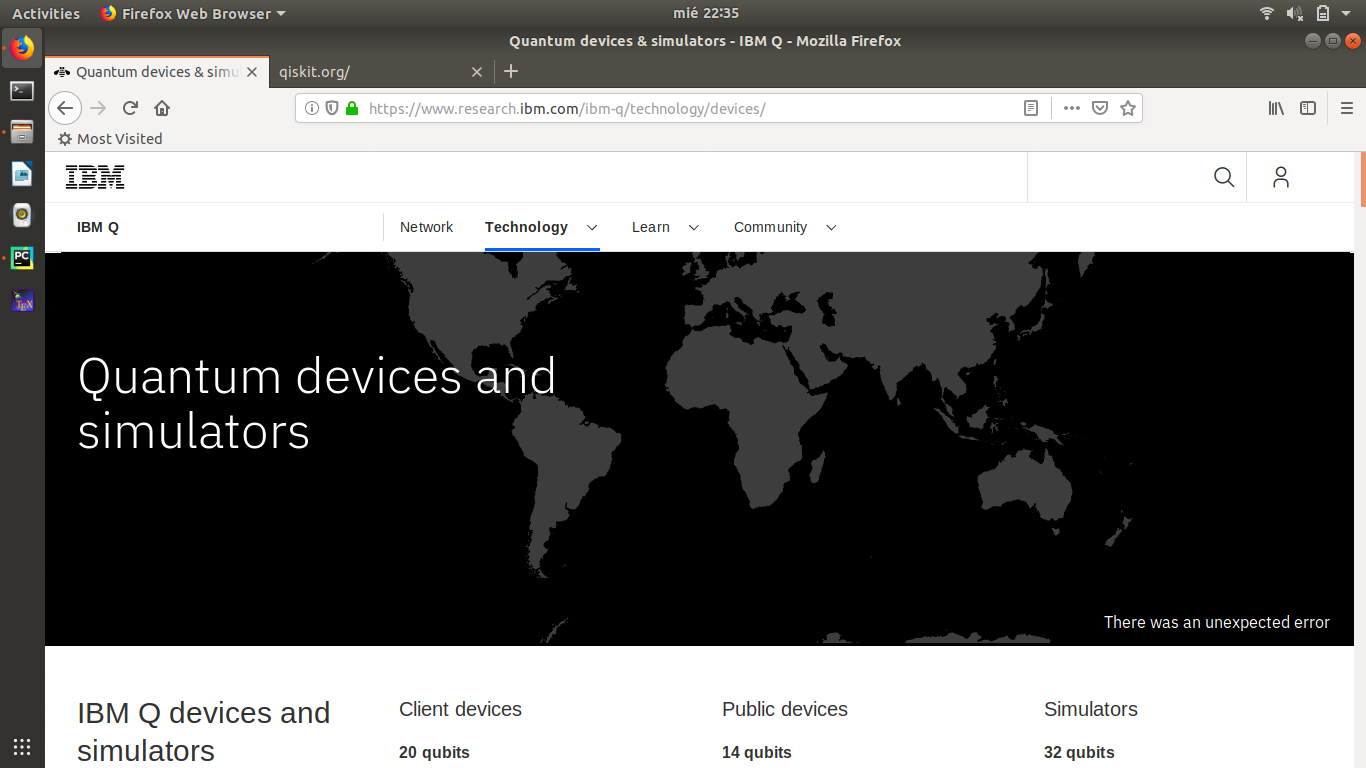 Activities
Firefox Web Browser
mié 22:35
Quantum devices & simulators - IBM Q - Mozilla Firefox
Quantum devices & simu
qiskit.org/
https://www.research.ibm.com/ibm-q/technology/devices/
Most Visited
IBM
IBM Q
Network
Technology
Learn
Community
Quantum devices and
simulators
There was an unexpected error
IBM Q devices and
simulators
Client devices
20 qubits
Public devices
14 qubits
Simulators
32 qubits
PC
TEX